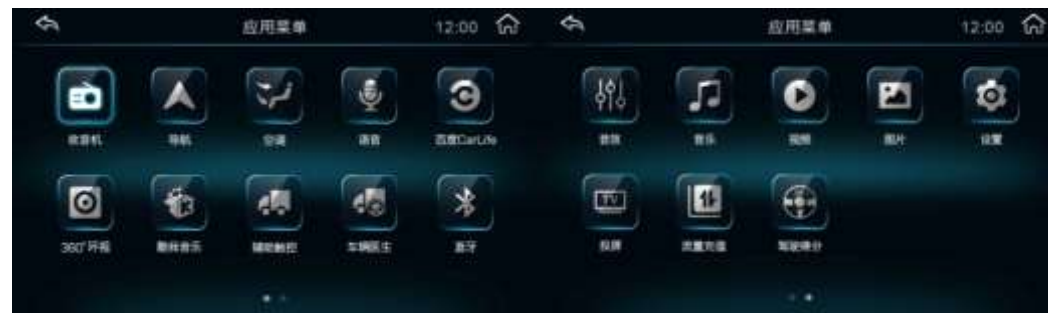 应用菜单 12:00
收音机 导航 空调 语音 百度CarLife
360°环视 酷我音乐 辅助触控 车辆医生 蓝牙
应用菜单 12:00
音效 音乐 视频 图片 设置
TV
投屏 流量充值 驾驶得分